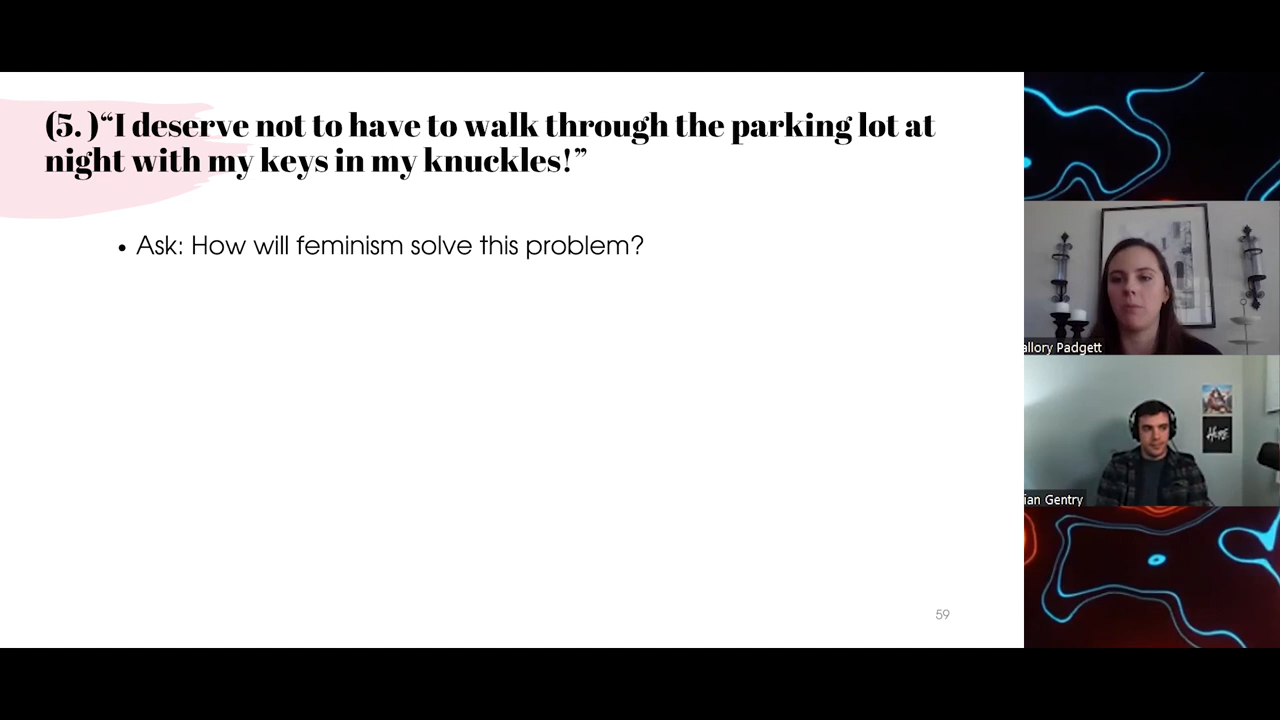 (5. )“I deserve not to have to walk through the parking lot at
night with my keys in my knuckles!”
• Ask: How will feminism solve this problem?
59
allory Padgett
HOPE
ian Gentry